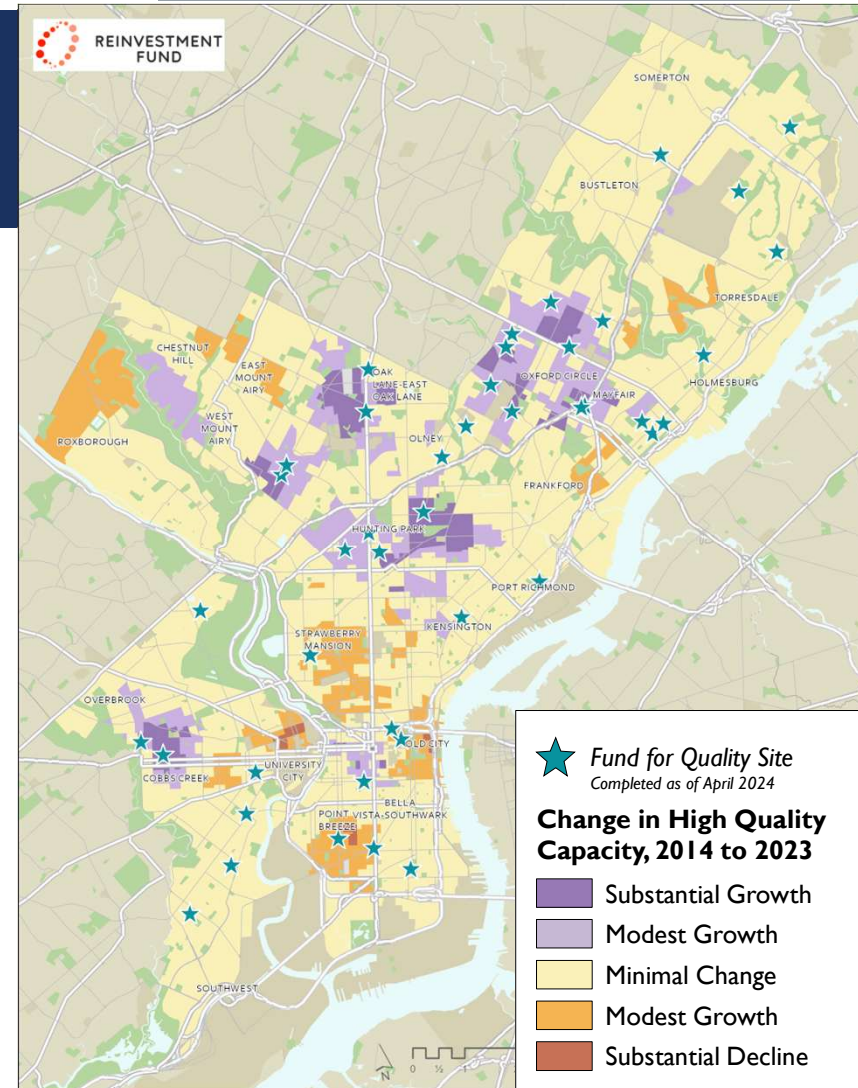 REINVESTMENT
FUND
SOMERTON
BUSTLETON
TORRESDALE
CHESTNUT
HILL
EAST
MOUNT
AIRY
OAK
LANE-EAST
OAK LANE
OXFORD CIRCLE
HOLMESBURG
MAYFAIR
WEST
MOUNT
AIRY
ROXBOROUGH
OLNEY
FRANKFORD
HUNTING PARK
PORT RICHMOND
KENSINGTON
STRAWBERRY
MANSION
OVERBROOK
OLD CITY
UNIVERSITY
CITY
COBBS CREEK
BELLA
VISTA-SOUTHWARK
POINT
BREEZE
SOUTHWEST
N
0 ½ 1
Fund for Quality Site
Completed as of April 2024
Change in High Quality
Capacity, 2014 to 2023
Substantial Growth
Modest Growth
Minimal Change
Modest Growth
Substantial Decline